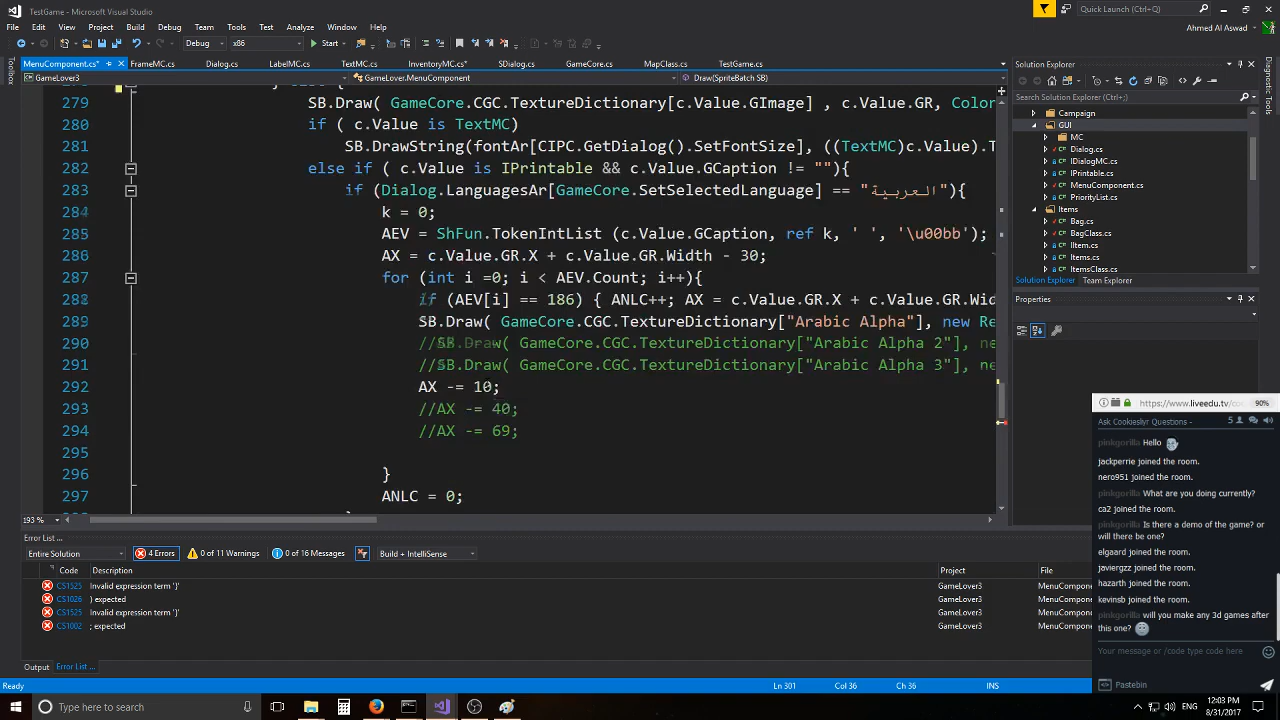 TestGame - Microsoft Visual Studio
Quick Launch (Ctrl+Q)
File Edit View Project Build Debug Team Tools Test Analyze Window Help
Ahmed Al Aswad
Debug x86 Start
MenuComponent.cs* FrameMC.cs Dialog.cs LabelMC.cs TextMC.cs InventoryMC.cs* SDialog.cs GameCore.cs MapClass.cs TestGame.cs
GameLover3 GameLover.MenuComponent Draw(SpriteBatch SB)
Toolbox
279 SB.Draw( GameCore.CGC.TextureDictionary[c.Value.GImage] , c.Value.GR, Color
280 if ( c.Value is TextMC)
281 SB.DrawString(fontAr[CIPC.GetDialog().SetFontSize], ((TextMC)c.Value).T
282 else if ( c.Value is IPrintable && c.Value.GCaption != ""){
283 if (Dialog.LanguagesAr[GameCore.SetSelectedLanguage] == "العربية"){
284 k = 0;
285 AEV = ShFun.TokenIntList (c.Value.GCaption, ref k, ' ', '\u00bb');
286 AX = c.Value.GR.X + c.Value.GR.Width - 30;
287 for (int i =0; i < AEV.Count; i++){
288 if (AEV[i] == 186) { ANLC++; AX = c.Value.GR.X + c.Value.GR.Wid
289 SB.Draw( GameCore.CGC.TextureDictionary["Arabic Alpha"], new Re
290 //SB.Draw( GameCore.CGC.TextureDictionary["Arabic Alpha 2"], ne
291 //SB.Draw( GameCore.CGC.TextureDictionary["Arabic Alpha 3"], ne
292 AX -= 10;
293 //AX -= 40;
294 //AX -= 69;
295
296 }
297 ANLC = 0;
193 %
Solution Explorer
Search Solution Explorer (Ctrl+;)
Campaign
GUI
MC
Dialog.cs
IDialogMC.cs
IPrintable.cs
MenuComponent.cs
PriorityList.cs
Items
Bag.cs
BagClass.cs
IItem.cs
Items.cs
ItemsClass.cs
Solution Explorer Team Explorer
Properties
Diagnostic Tools
https://www.liveedu.tv/co 90%
Ask Cookiesliyr Questions - 5
pinkgorilla Hello
jackperrie joined the room.
nero951 joined the room.
pinkgorilla What are you doing currently?
ca2 joined the room.
pinkgorilla Is there a demo of the game? or
will there be one?
elgaard joined the room.
javiergzz joined the room.
hazarth joined the room.
kevinsb joined the room.
pinkgorilla will you make any 3d games after
this one?
Your message or /code type code here
Pastebin
Error List ...
Entire Solution 4 Errors 0 of 11 Warnings 0 of 16 Messages Build + IntelliSense
Code Description Project File
CS1525 Invalid expression term ')' GameLover3 MenuCompon
CS1026 ) expected GameLover3 MenuCompon
CS1525 Invalid expression term ')' GameLover3 MenuCompon
CS1002 ; expected GameLover3 MenuCompon
Output Error List ...
Ready Ln 301 Col 36 Ch 36 INS
Type here to search
ENG 12:03 PM
8/31/2017